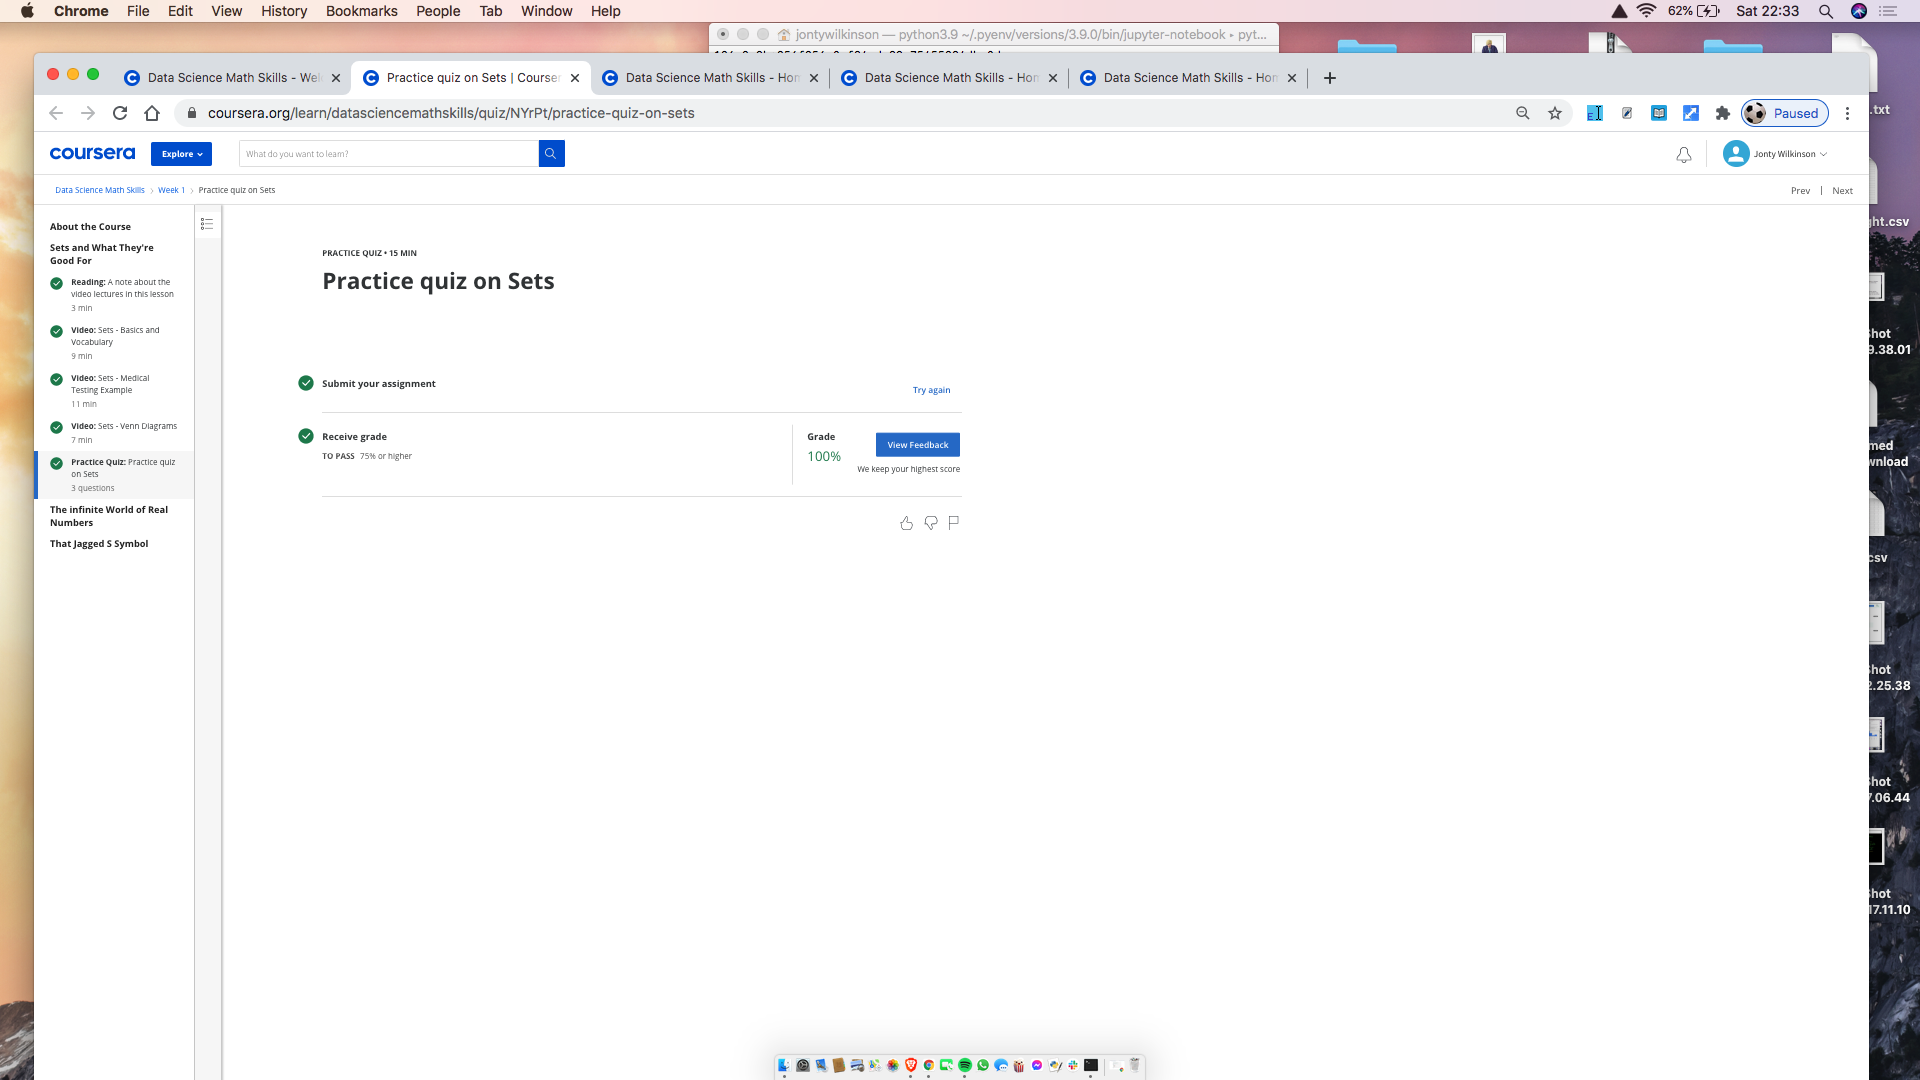 Chrome File Edit View History Bookmarks People Tab Window Help
62% Sat 22:33
jontywilkinson — python3.9 ~/.pyenv/versions/3.9.0/bin/jupyter-notebook ▸ pyt...
Data Science Math Skills - Wel
Practice quiz on Sets | Courser
Data Science Math Skills - Hom
Data Science Math Skills - Hom
Data Science Math Skills - Hom
coursera.org/learn/datasciencemathskills/quiz/NYrPt/practice-quiz-on-sets
Paused
coursera
Explore
What do you want to learn?
Jonty Wilkinson
Data Science Math Skills > Week 1 > Practice quiz on Sets
Prev | Next
About the Course
Sets and What They're
Good For
Reading: A note about the
video lectures in this lesson
3 min
Video: Sets - Basics and
Vocabulary
9 min
Video: Sets - Medical
Testing Example
11 min
Video: Sets - Venn Diagrams
7 min
Practice Quiz: Practice quiz
on Sets
3 questions
The infinite World of Real
Numbers
That Jagged S Symbol
PRACTICE QUIZ • 15 MIN
Practice quiz on Sets
Submit your assignment
Try again
Receive grade
TO PASS 75% or higher
Grade
100%
View Feedback
We keep your highest score
.txt
ght.csv
Shot
9.38.01
med
wnload
csv
Shot
2.25.38
Shot
7.06.44
Shot
17.11.10